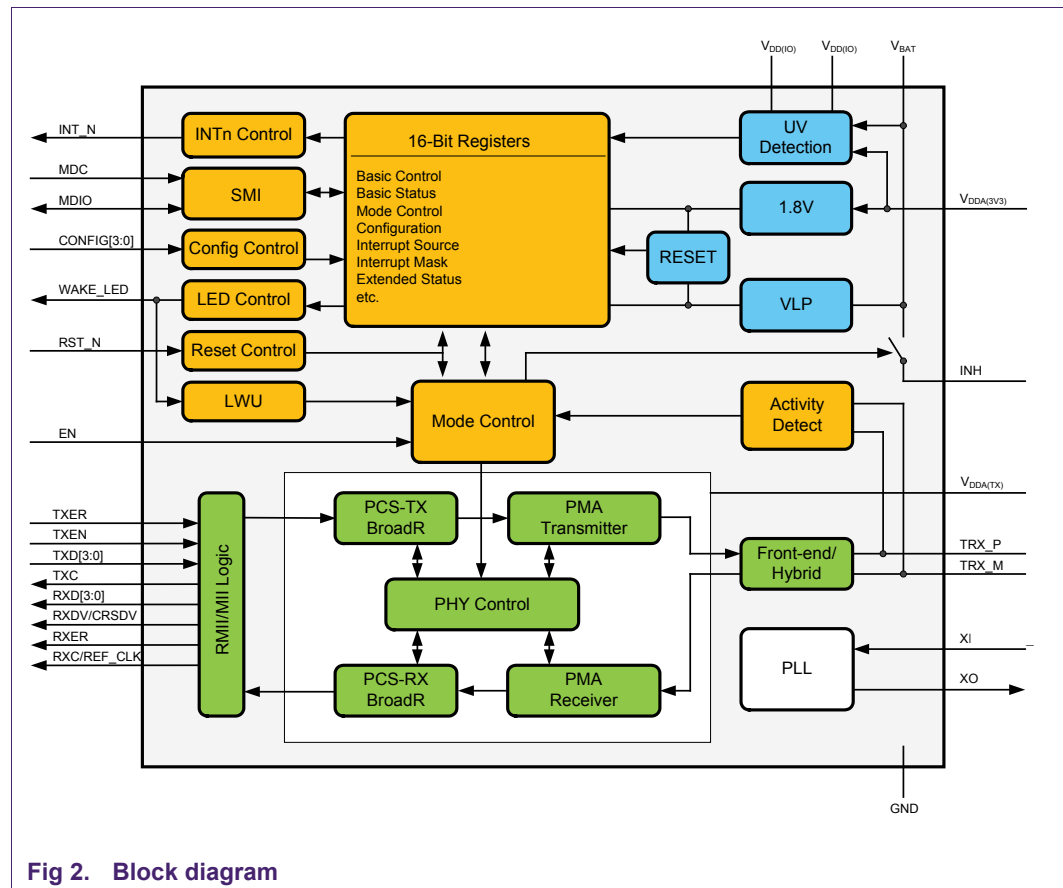 VDD(IO) VDD(IO) VBAT
INT_N
INTn Control
16-Bit Registers
UV
Detection
MDC
SMI
MDIO
Basic Control
Basic Status
Mode Control
Configuration
Interrupt Source
Interrupt Mask
Extended Status
etc.
1.8V
VDDA(3V3)
CONFIG[3:0]
Config Control
RESET
WAKE_LED
LED Control
VLP
RST_N
Reset Control
INH
LWU
Mode Control
Activity
Detect
EN
VDDA(TX)
TXER
TXEN
TXD[3:0]
TXC
RXD[3:0]
RXDV/CRSDV
RXER
RXC/REF_CLK
RMII/MII Logic
PCS-TX
BroadR
PMA
Transmitter
Front-end/
Hybrid
TRX_P
TRX_M
PHY Control
PCS-RX
BroadR
PMA
Receiver
PLL
XI
_
XO
GND
Fig 2. Block diagram